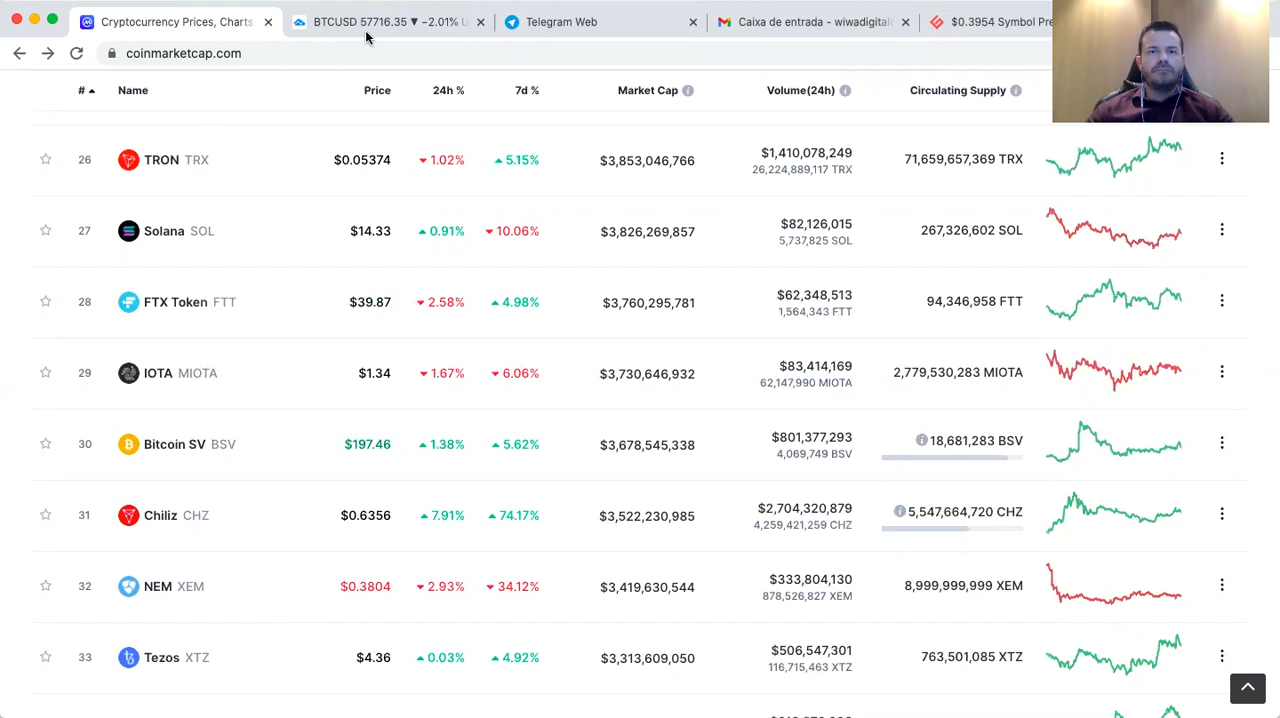 Cryptocurrency Prices, Charts
BTCUSD 57716.35 ▼ −2.01% U
Telegram Web
Caixa de entrada - wiwadigital
$0.3954 Symbol Pre
coinmarketcap.com
# Name Price 24h % 7d % Market Cap Volume(24h) Circulating Supply
26 TRON TRX $0.05374 1.02% 5.15% $3,853,046,766 $1,410,078,249 71,659,657,369 TRX
26,224,889,117 TRX
27 Solana SOL $14.33 0.91% 10.06% $3,826,269,857 $82,126,015 267,326,602 SOL
5,737,825 SOL
28 FTX Token FTT $39.87 2.58% 4.98% $3,760,295,781 $62,348,513 94,346,958 FTT
1,564,343 FTT
29 IOTA MIOTA $1.34 1.67% 6.06% $3,730,646,932 $83,414,169 2,779,530,283 MIOTA
62,147,990 MIOTA
30 Bitcoin SV BSV $197.46 1.38% 5.62% $3,678,545,338 $801,377,293 18,681,283 BSV
4,069,749 BSV
31 Chiliz CHZ $0.6356 7.91% 74.17% $3,522,230,985 $2,704,320,879 5,547,664,720 CHZ
4,259,421,259 CHZ
32 NEM XEM $0.3804 2.93% 34.12% $3,419,630,544 $333,804,130 8,999,999,999 XEM
878,526,827 XEM
33 Tezos XTZ $4.36 0.03% 4.92% $3,313,609,050 $506,547,301 763,501,085 XTZ
116,715,463 XTZ